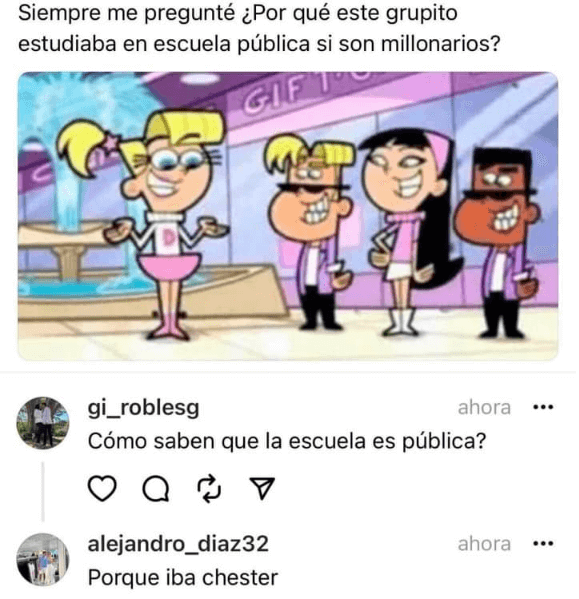 Siempre me pregunté ¿Por qué este grupito
estudiaba en escuela pública si son millonarios?
GIFT'S
D
gi_roblesg
ahora
Cómo saben que la escuela es pública?
alejandro_diaz32
ahora
Porque iba chester